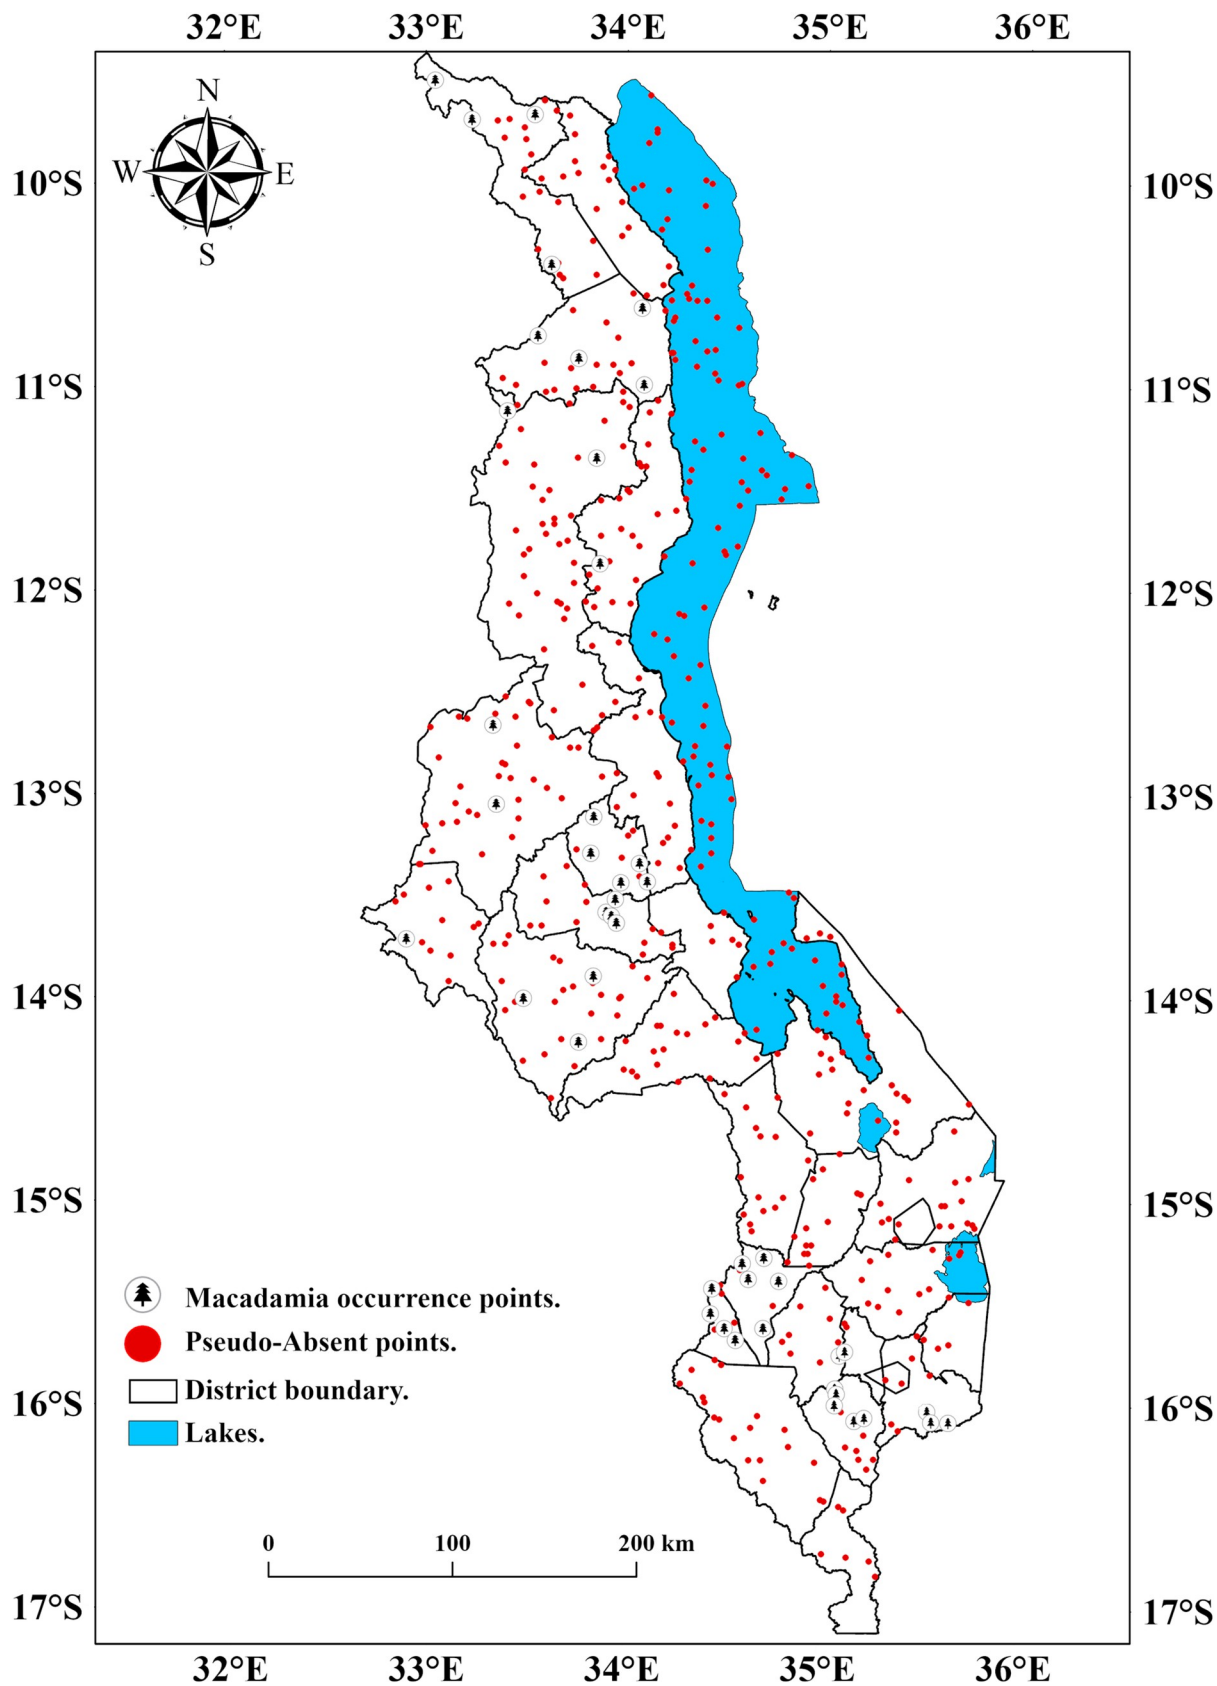 32°E 33°E 34°E 35°E 36°E
N
W E
S
10°S 10°S
11°S 11°S
12°S 12°S
13°S 13°S
14°S 14°S
15°S 15°S
Macadamia occurrence points.
Pseudo-Absent points.
District boundary.
16°S 16°S
Lakes.
0 100 200 km
17°S 17°S
32°E 33°E 34°E 35°E 36°E